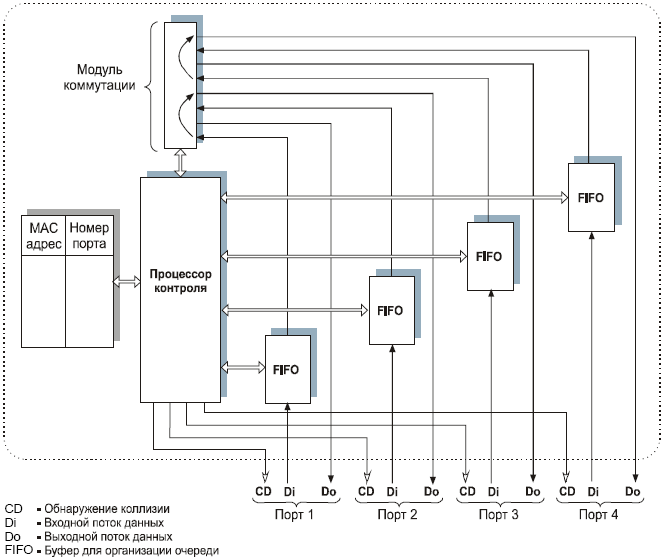 Модуль
коммутации
FIFO
MAC
адрес
Номер
порта
FIFO
Процессор
контроля
FIFO
FIFO
CD Di Do CD Di Do CD Di Do CD Di Do
Порт 1 Порт 2 Порт 3 Порт 4
CD - Обнаружение коллизии
Di - Входной поток данных
Do - Выходной поток данных
FIFO - Буфер для организации очереди